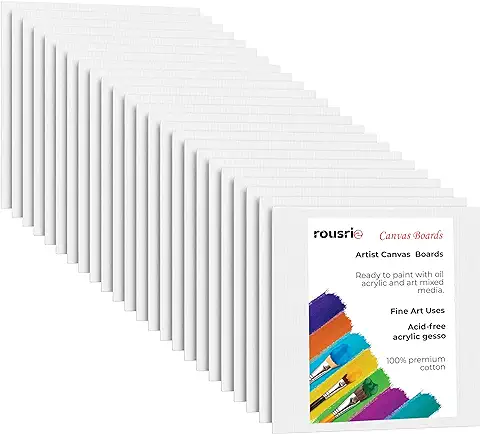 rousrie
Canvas Boards
Artist Canvas Boards
Ready to paint with oil
acrylic and art mixed
media.
Fine Art Uses
Acid-free
acrylic gesso
100% premium
cotton